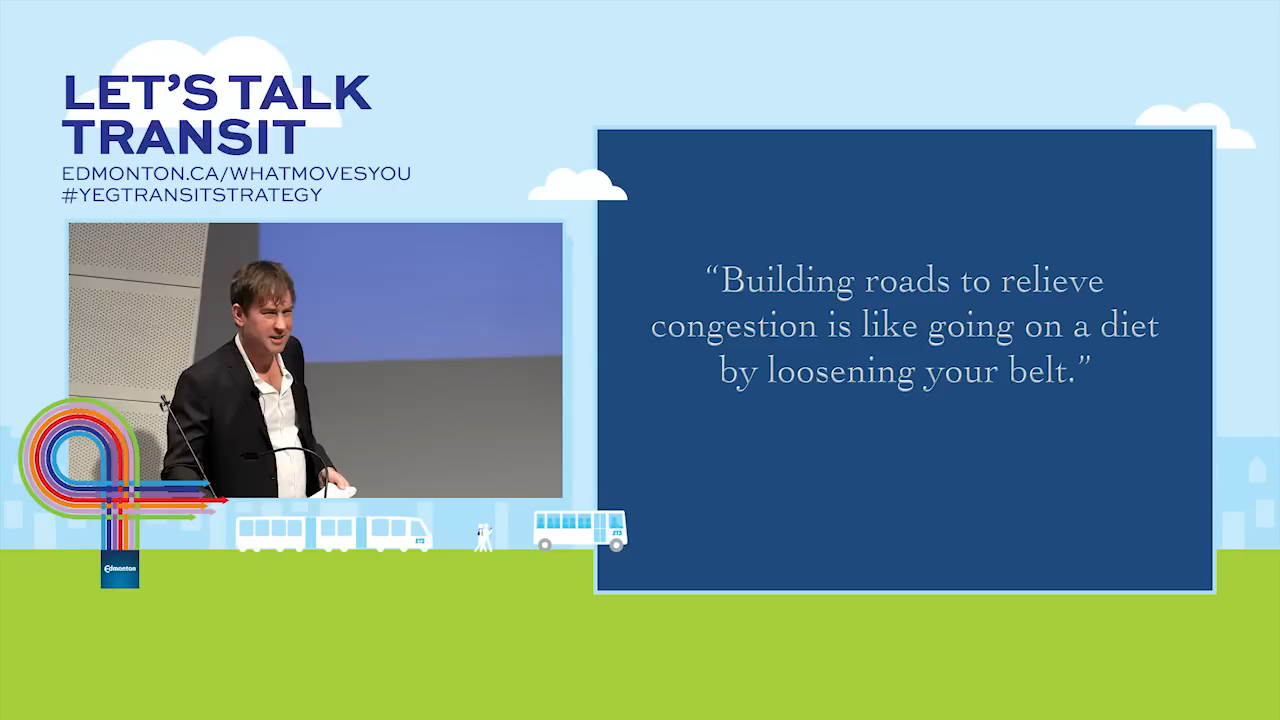 LET'S TALK
TRANSIT
EDMONTON.CA/WHATMOVESYOU
#YEGTRANSITSTRATEGY
“Building roads to relieve
congestion is like going on a diet
by loosening your belt.”
ETS
ETS
Edmonton